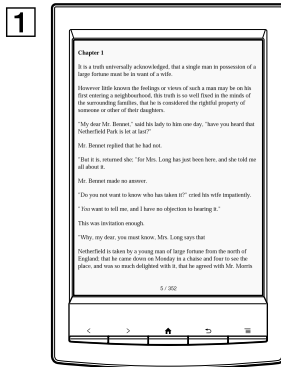 1
Chapter 1
It is a truth universally acknowledged, that a single man in possession of a
large fortune must be in want of a wife.
However little known the feelings or views of such a man may be on his
first entering a neighbourhood, this truth is so well fixed in the minds of
the surrounding families, that he is considered the rightful property of
someone or other of their daughters.
"My dear Mr. Bennet," said his lady to him one day, "have you heard that
Netherfield Park is let at last?"
Mr. Bennet replied that he had not.
"But it is, returned she: "for Mrs. Long has just been here, and she told me
all about it.
Mr. Bennet made no answer.
"Do you not want to know who has taken it?" cried his wife impatiently.
"You want to tell me, and I have no objection to hearing it."
This was invitation enough.
"Why, my dear, you must know, Mrs. Long says that
Netherfield is taken by a young man of large fortune from the north of
England; that he came down on Monday in a chaise and four to see the
place, and was so much delighted with it, that he agreed with Mr. Morris
5 / 352